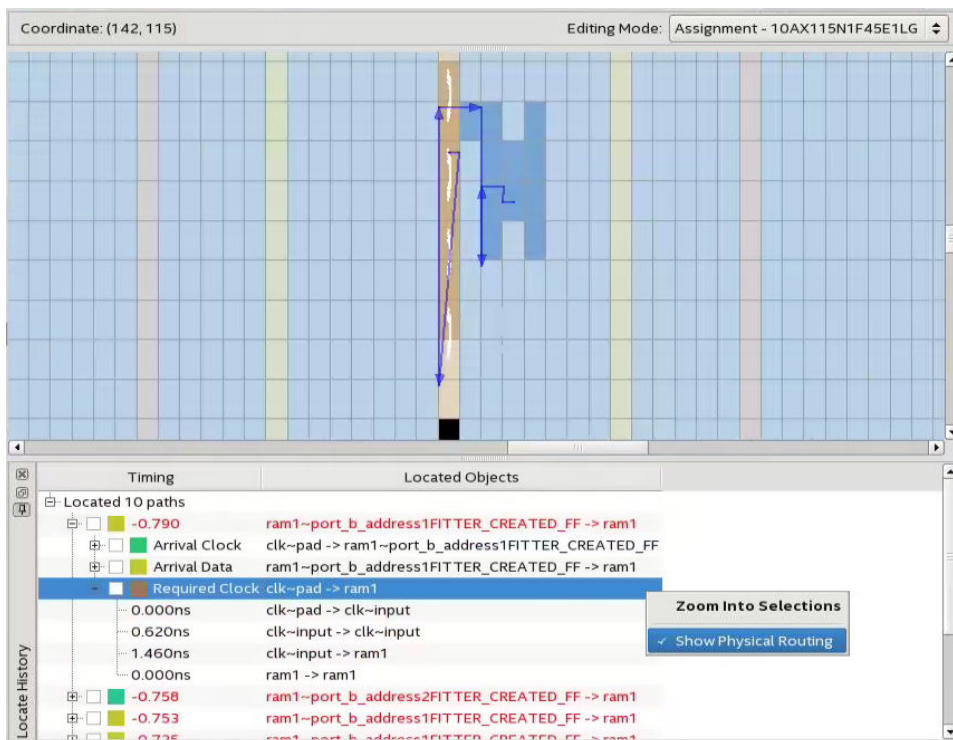 Coordinate: (142, 115) Editing Mode: Assignment - 10AX115N1F45E1LG
Timing Located Objects
Located 10 paths
-0.790 ram1~port_b_address1FITTER_CREATED_FF -> ram1
Arrival Clock clk~pad -> ram1~port_b_address1FITTER_CREATED_FF
Arrival Data ram1~port_b_address1FITTER_CREATED_FF -> ram1
Required Clock clk~pad -> ram1
Zoom Into Selections
0.000ns clk~pad -> clk~input
0.620ns clk~input -> clk~input
✓ Show Physical Routing
1.460ns clk~input -> ram1
0.000ns ram1 -> ram1
-0.758 ram1~port_b_address2FITTER_CREATED_FF -> ram1
-0.753 ram1~port_b_address1FITTER_CREATED_FF -> ram1
Locate History